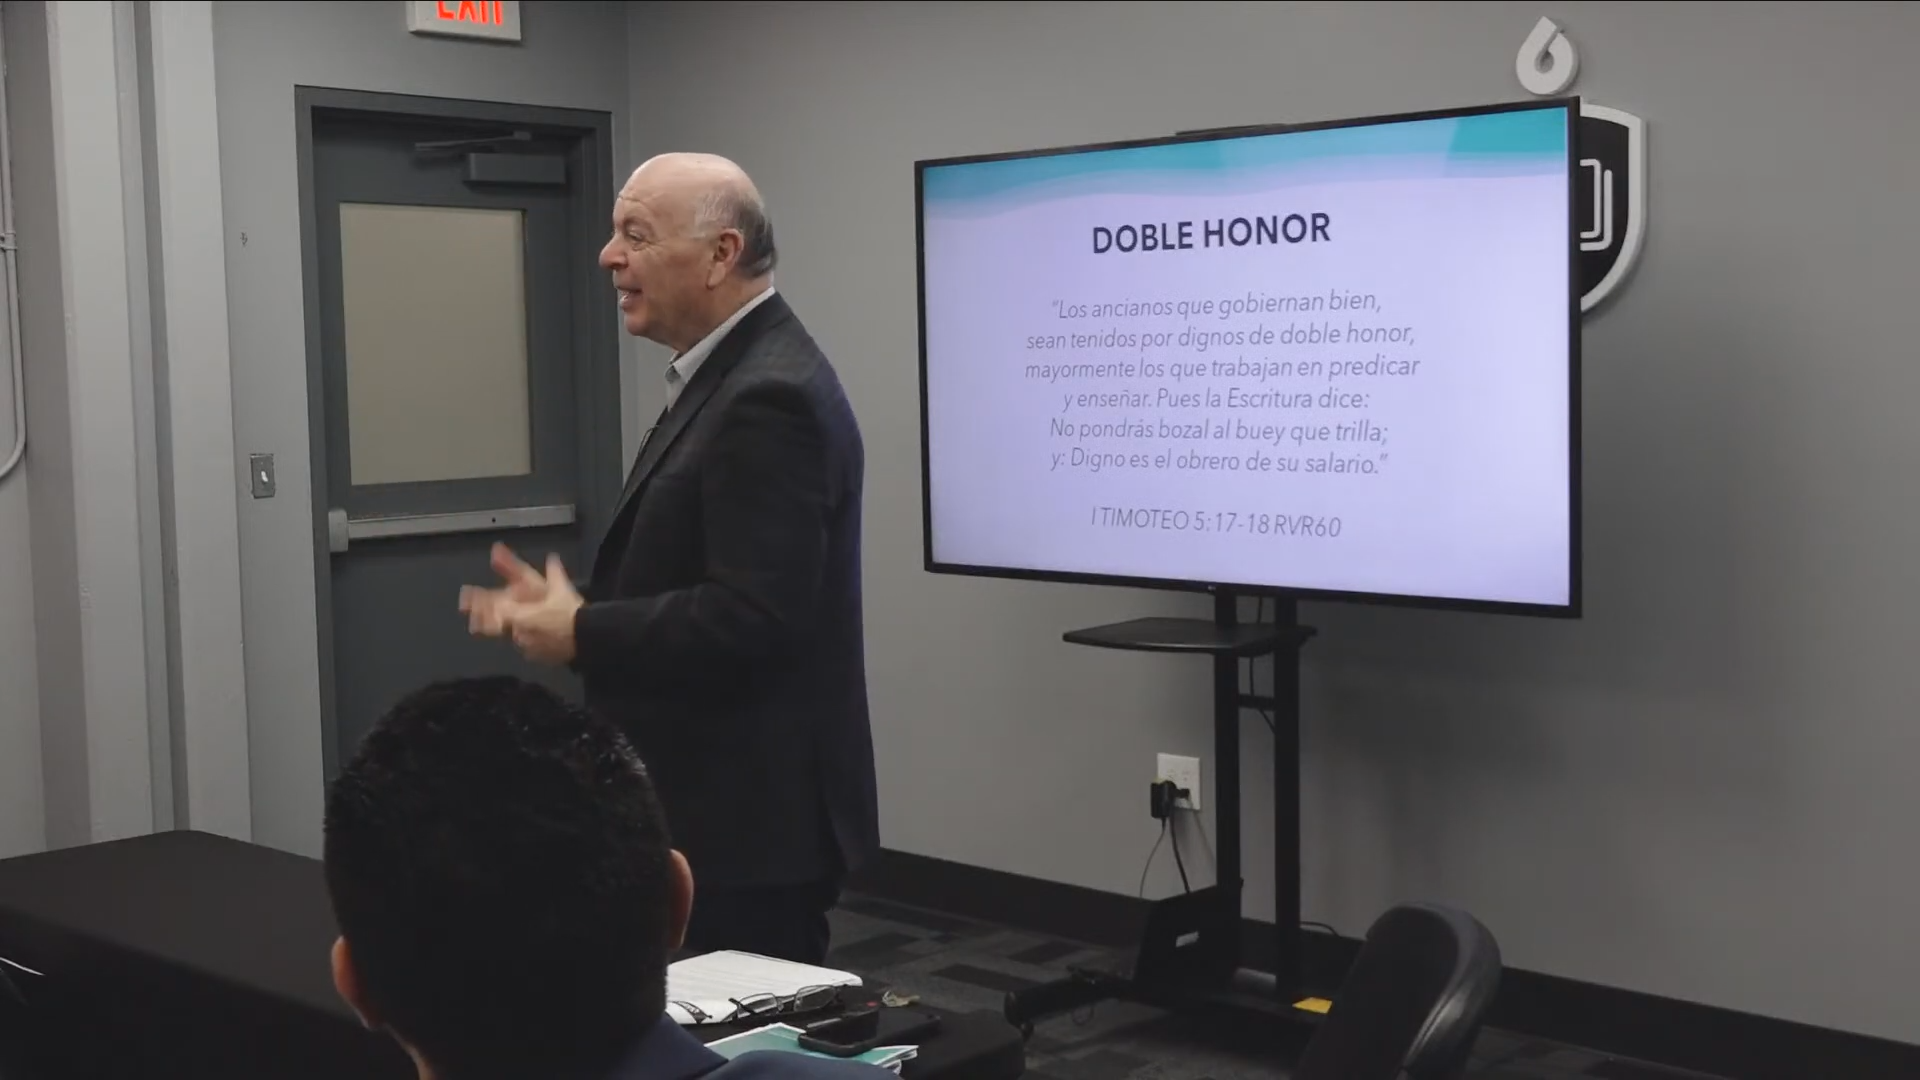 EXIT
DOBLE HONOR
“Los ancianos que gobiernan bien,
sean tenidos por dignos de doble honor,
mayormente los que trabajan en predicar
y enseñar. Pues la Escritura dice:
No pondrás bozal al buey que trilla;
y: Digno es el obrero de su salario.”
I TIMOTEO 5:17-18 RVR60